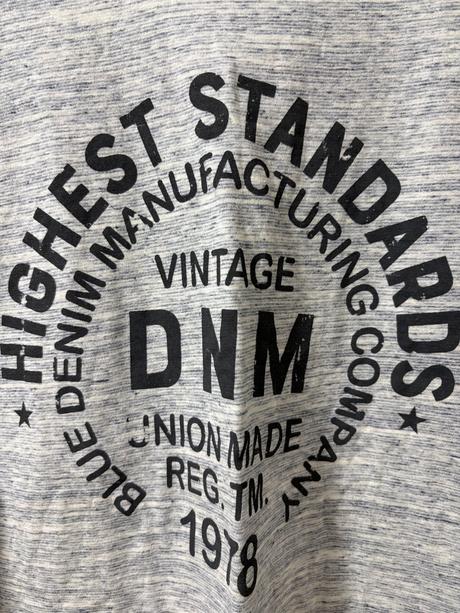 HIGHEST STANDARDS
BLUE DENIM MANUFACTURING COMPANY
VINTAGE
DNM
UNION MADE
REG. TM.
1978